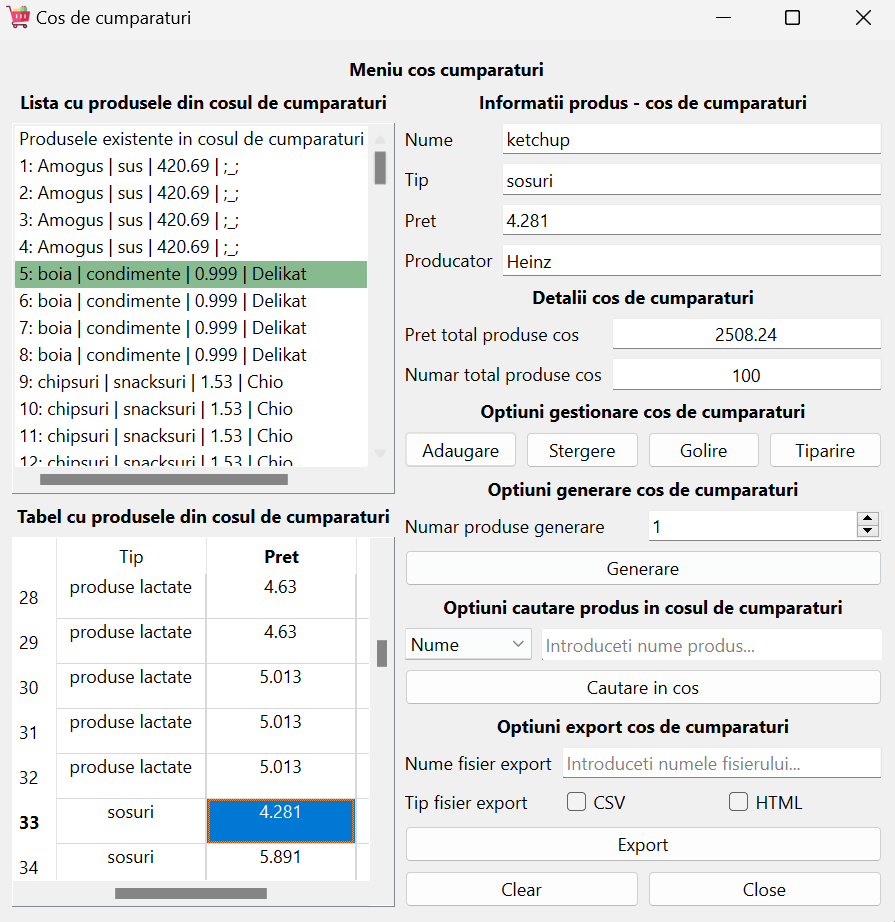 Cos de cumparaturi
Meniu cos cumparaturi
Lista cu produsele din cosul de cumparaturi
Produsele existente in cosul de cumparaturi
1: Amogus | sus | 420.69 | ;_;
2: Amogus | sus | 420.69 | ;_;
3: Amogus | sus | 420.69 | ;_;
4: Amogus | sus | 420.69 | ;_;
5: boia | condimente | 0.999 | Delikat
6: boia | condimente | 0.999 | Delikat
7: boia | condimente | 0.999 | Delikat
8: boia | condimente | 0.999 | Delikat
9: chipsuri | snacksuri | 1.53 | Chio
10: chipsuri | snacksuri | 1.53 | Chio
11: chipsuri | snacksuri | 1.53 | Chio
12: chipsuri | snacksuri | 1.53 | Chio
Tabel cu produsele din cosul de cumparaturi
Tip Pret
28 produse lactate 4.63
29 produse lactate 4.63
30 produse lactate 5.013
31 produse lactate 5.013
32 produse lactate 5.013
33 sosuri 4.281
34 sosuri 5.891
Informatii produs - cos de cumparaturi
Nume ketchup
Tip sosuri
Pret 4.281
Producator Heinz
Detalii cos de cumparaturi
Pret total produse cos 2508.24
Numar total produse cos 100
Optiuni gestionare cos de cumparaturi
Adaugare Stergere Golire Tiparire
Optiuni generare cos de cumparaturi
Numar produse generare 1
Generare
Optiuni cautare produs in cosul de cumparaturi
Nume Introduceti nume produs...
Cautare in cos
Optiuni export cos de cumparaturi
Nume fisier export Introduceti numele fisierului...
Tip fisier export CSV HTML
Export
Clear Close